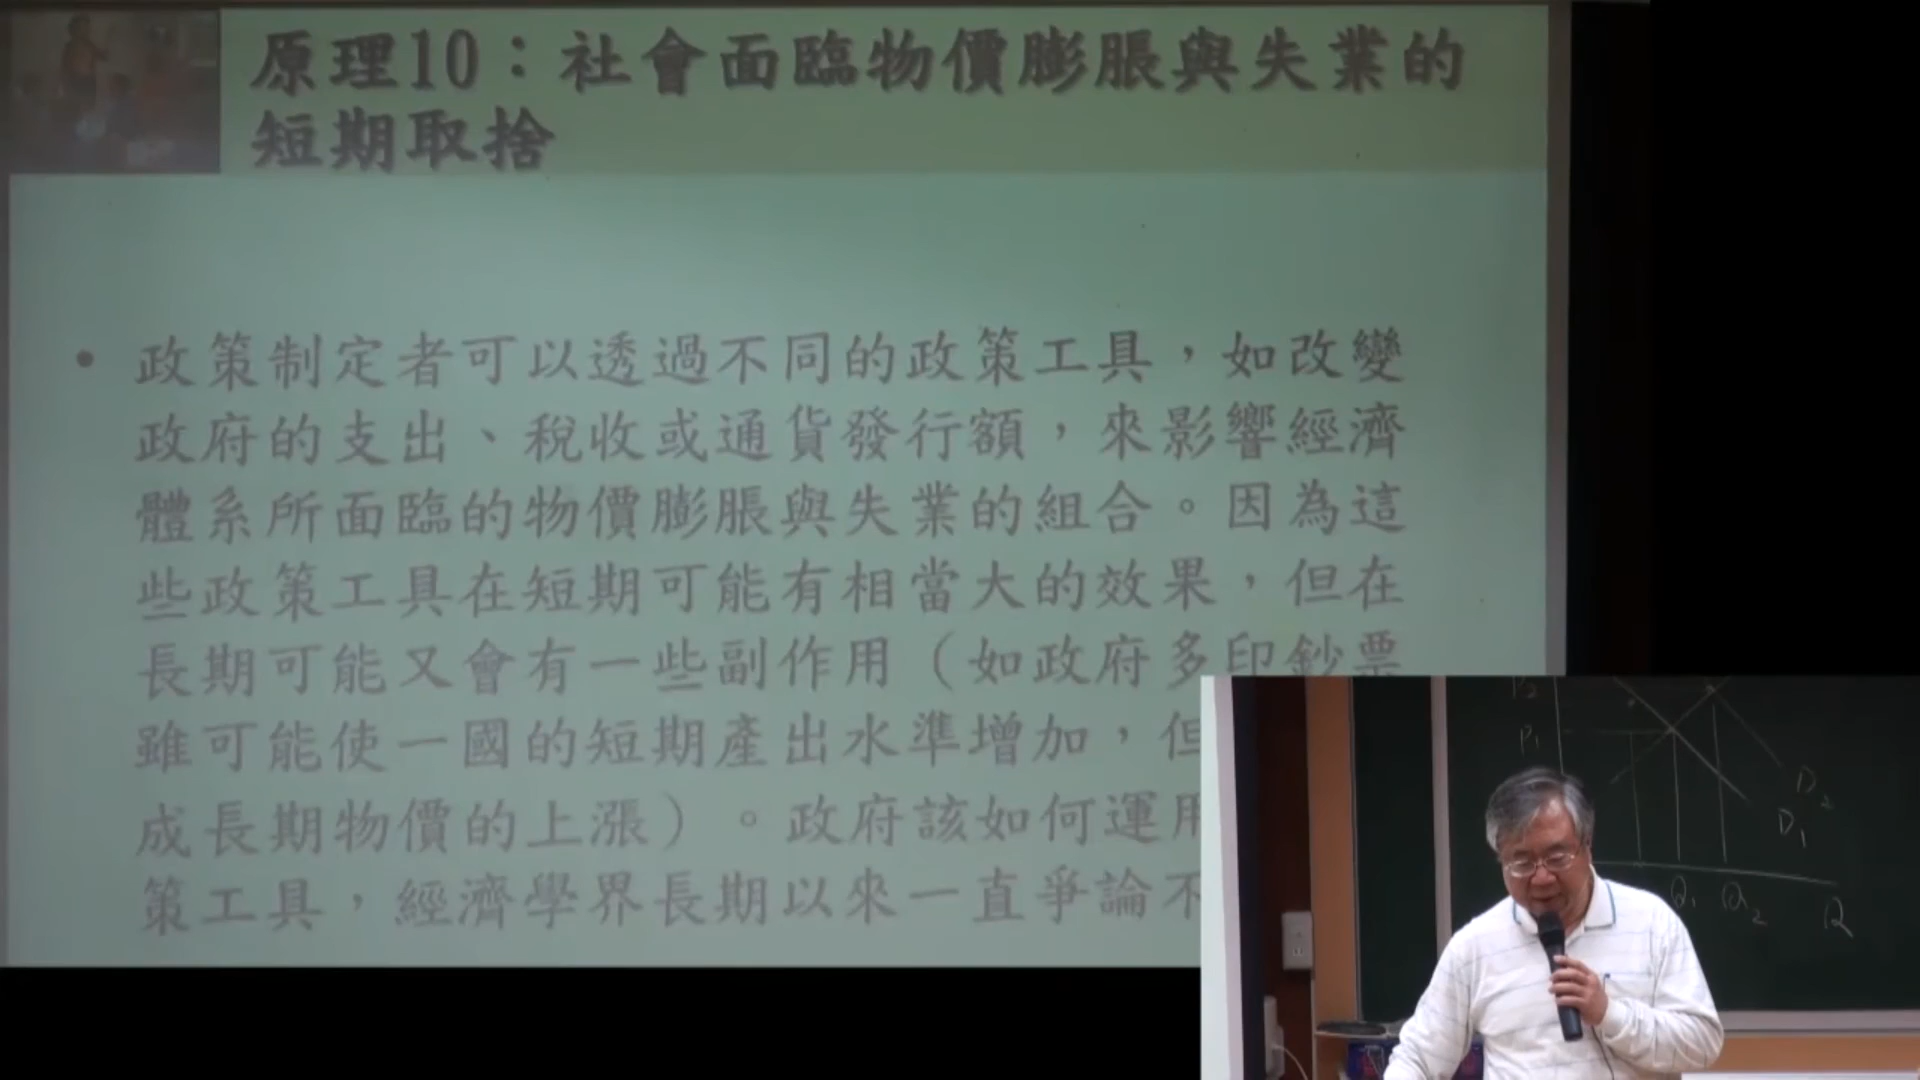 原理10：社會面臨物價膨脹與失業的
短期取捨
• 政策制定者可以透過不同的政策工具，如改變
政府的支出、稅收或通貨發行額，來影響經濟
體系所面臨的物價膨脹與失業的組合。因為這
些政策工具在短期可能有相當大的效果，但在
長期可能又會有一些副作用（如政府多印鈔票
雖可能使一國的短期產出水準增加，但
成長期物價的上漲）。政府該如何運用
策工具，經濟學界長期以來一直爭論不
P₂
P₁
D₂
D₁
Q₁ Q₂ Q